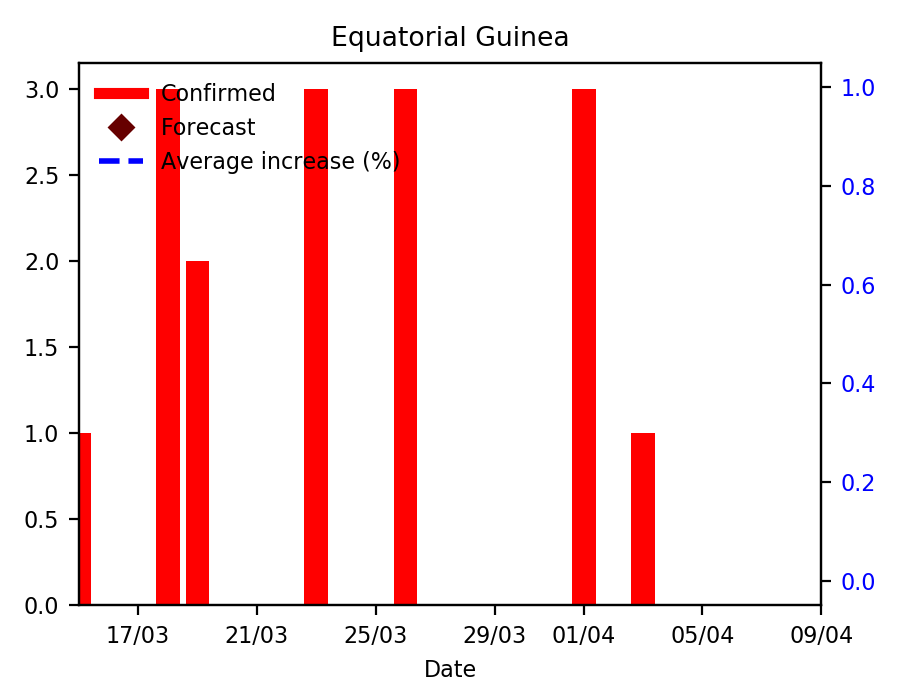 Equatorial Guinea
Confirmed
Forecast
Average increase (%)
3.0
2.5
2.0
1.5
1.0
0.5
0.0
1.0
0.8
0.6
0.4
0.2
0.0
17/03 21/03 25/03 29/03 01/04 05/04 09/04
Date